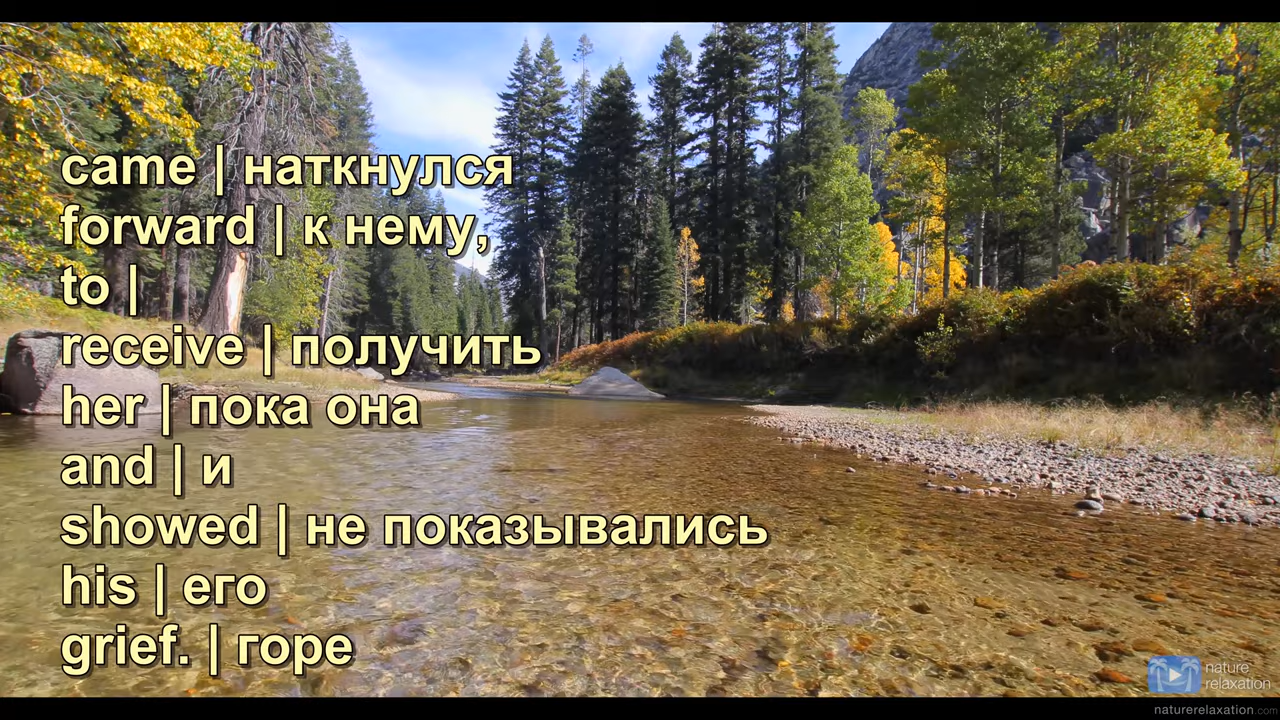 came | наткнулся
forward | к нему,
to |
receive | получить
her | пока она
and | и
showed | не показывались
his | его
grief. | горе
nature
relaxation
naturerelaxation.com